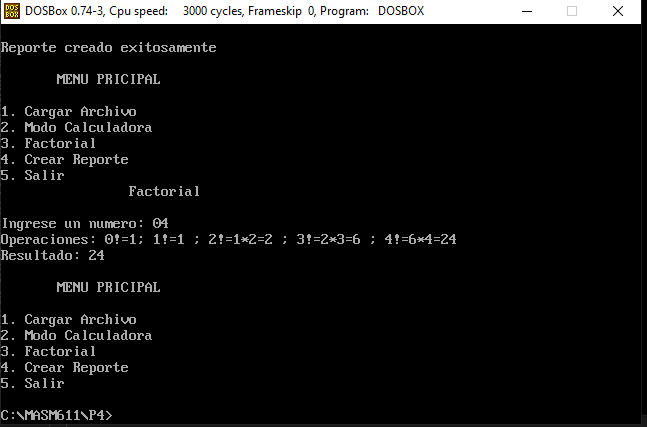 DOS
BOX
DOSBox 0.74-3, Cpu speed: 3000 cycles, Frameskip 0, Program: DOSBOX
Reporte creado exitosamente
MENU PRICIPAL
1. Cargar Archivo
2. Modo Calculadora
3. Factorial
4. Crear Reporte
5. Salir
Factorial
Ingrese un numero: 04
Operaciones: 0!=1; 1!=1 ; 2!=1*2=2 ; 3!=2*3=6 ; 4!=6*4=24
Resultado: 24
MENU PRICIPAL
1. Cargar Archivo
2. Modo Calculadora
3. Factorial
4. Crear Reporte
5. Salir
C:\MASM611\P4>